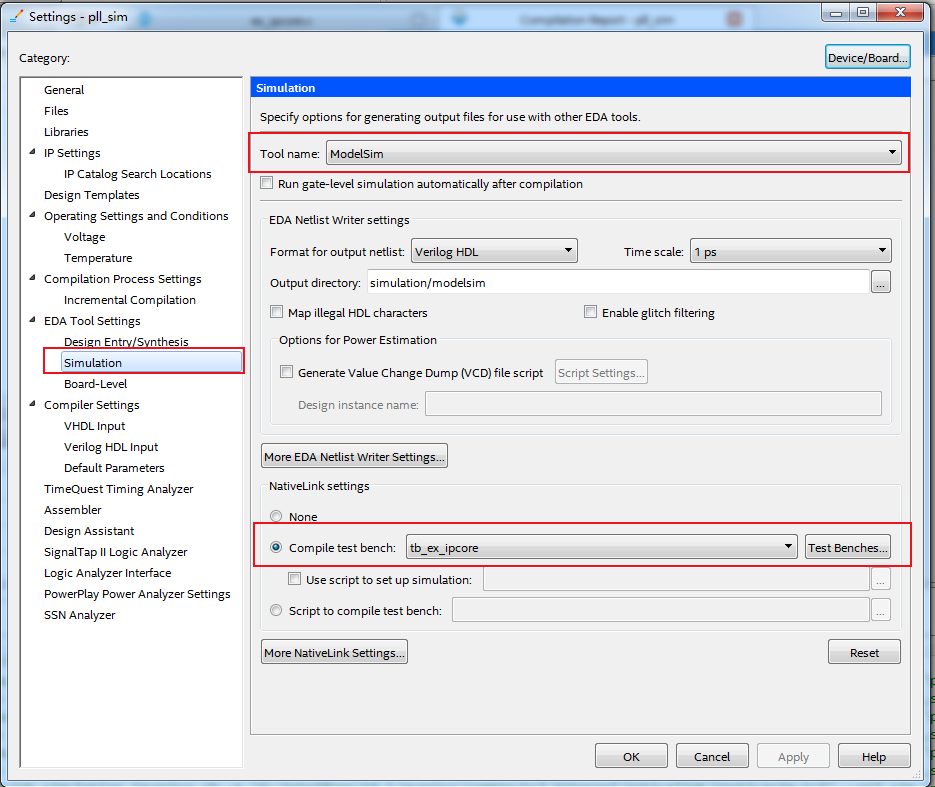 Settings - pll_sim
Compilation Report - pll_sim
Category:
Device/Board...
General
Files
Libraries
IP Settings
IP Catalog Search Locations
Design Templates
Operating Settings and Conditions
Voltage
Temperature
Compilation Process Settings
Incremental Compilation
EDA Tool Settings
Design Entry/Synthesis
Simulation
Board-Level
Compiler Settings
VHDL Input
Verilog HDL Input
Default Parameters
TimeQuest Timing Analyzer
Assembler
Design Assistant
SignalTap II Logic Analyzer
Logic Analyzer Interface
PowerPlay Power Analyzer Settings
SSN Analyzer
Simulation
Specify options for generating output files for use with other EDA tools.
Tool name: ModelSim
Run gate-level simulation automatically after compilation
EDA Netlist Writer settings
Format for output netlist: Verilog HDL Time scale: 1 ps
Output directory: simulation/modelsim ...
Map illegal HDL characters Enable glitch filtering
Options for Power Estimation
Generate Value Change Dump (VCD) file script Script Settings...
Design instance name:
More EDA Netlist Writer Settings...
NativeLink settings
None
Compile test bench: tb_ex_ipcore Test Benches...
Use script to set up simulation: ...
Script to compile test bench: ...
More NativeLink Settings... Reset
OK Cancel Apply Help